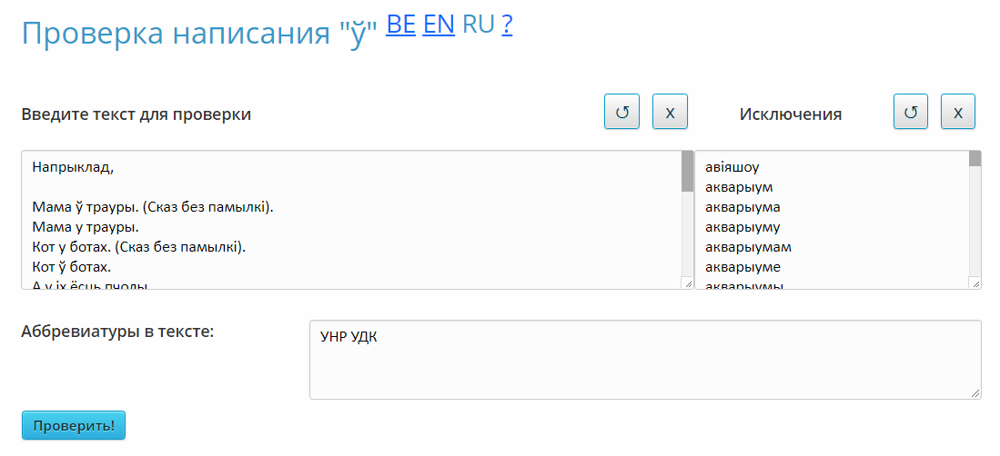 Проверка написания "ў" BE EN RU ?
Введите текст для проверки
↺ x
Исключения
↺ x
Напрыклад,
Мама ў трауры. (Сказ без памылкі).
Мама у трауры.
Кот у ботах. (Сказ без памылкі).
Кот ў ботах.
А у іх ёсць пчолы
авіяшоу
акварыум
акварыума
акварыуму
акварыумам
акварыуме
акварыумы
Аббревиатуры в тексте:
УНР УДК
Проверить!